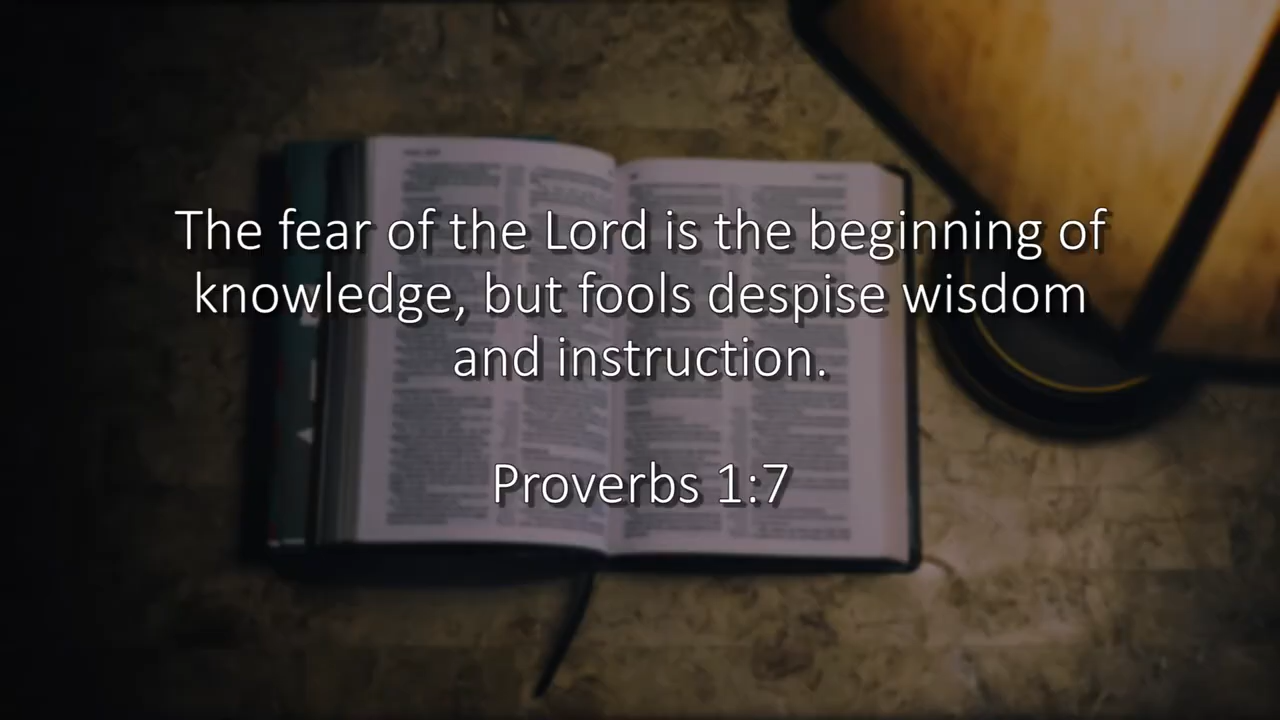 The fear of the Lord is the beginning of
knowledge, but fools despise wisdom
and instruction.
Proverbs 1:7